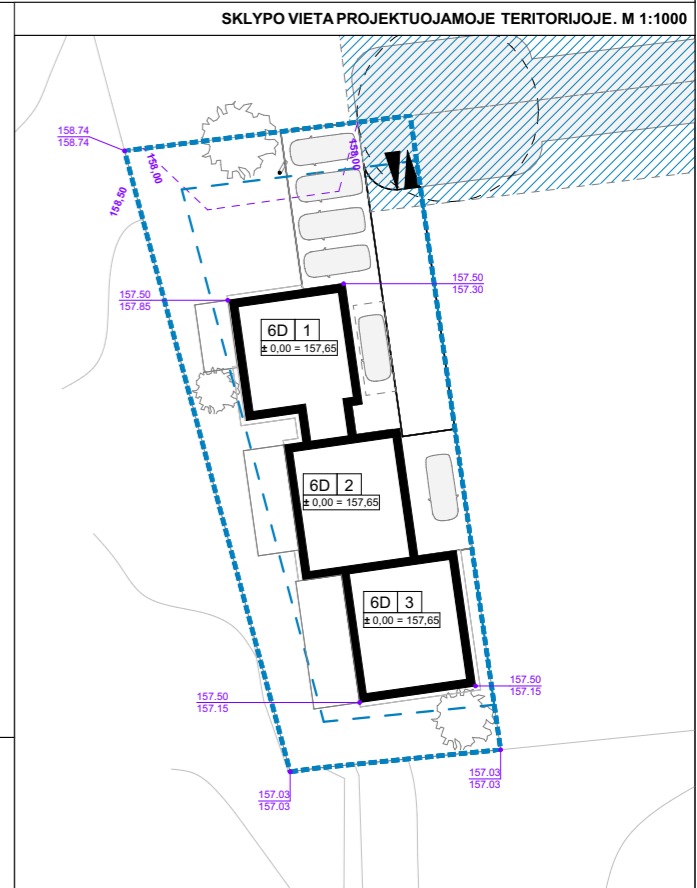 SKLYPO VIETA PROJEKTUOJAMOJE TERITORIJOJE. M 1:1000
158.74
158.74
158,50
158,00
158,00
157.50
157.85
157.50
157.30
6D 1
± 0,00 = 157,65
6D 2
± 0,00 = 157,65
6D 3
± 0,00 = 157,65
157.50
157.15
157.50
157.15
157.03
157.03
157.03
157.03